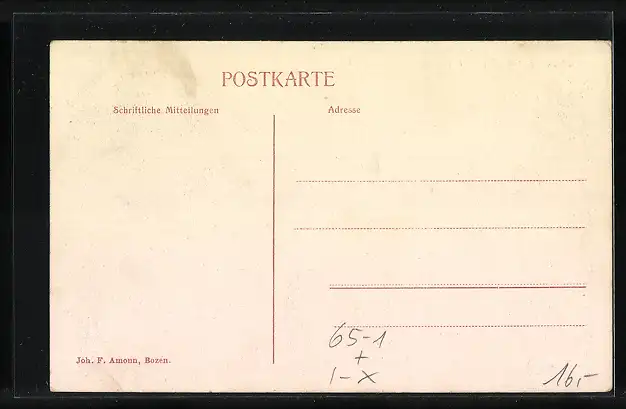 POSTKARTE
Schriftliche Mitteilungen
Adresse
65-1
+
1-X
Joh. F. Amonn, Bozen.
16,-